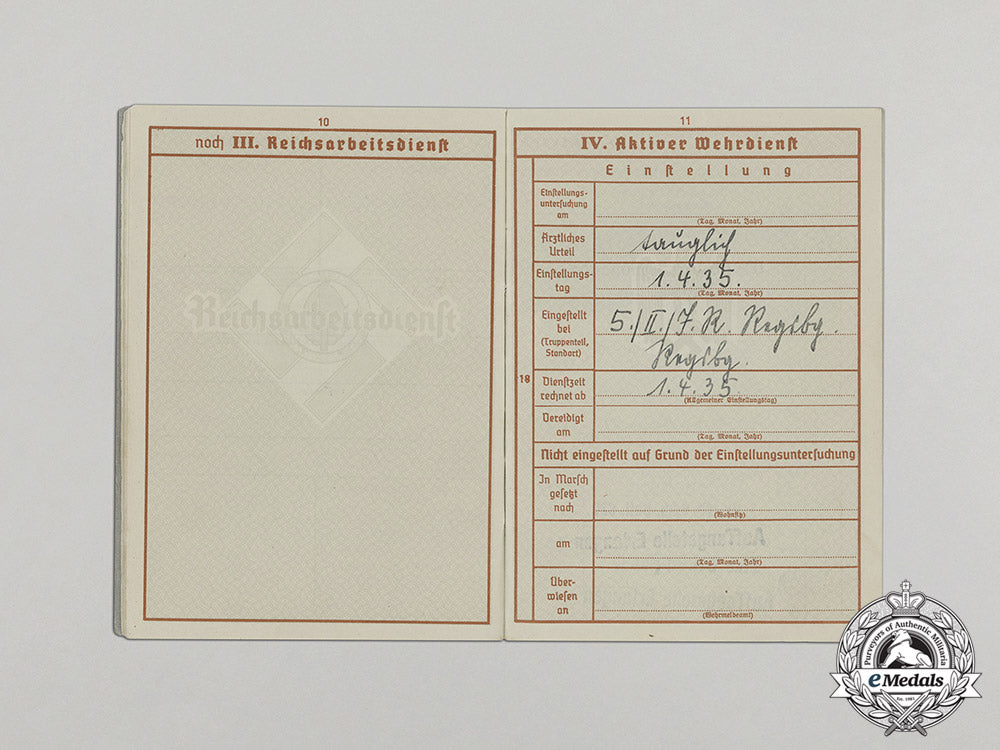 10
noch III. Reichsarbeitsdienst
Reichsarbeitsdienst
11
IV. Aktiver Wehrdienst
Einstellung
Einstellungs-
untersuchung
am
(Tag, Monat, Jahr)
Ärztliches
Urteil
tauglich
Einstellungs-
tag
1.4.35.
(Tag, Monat, Jahr)
Eingestellt
bei
(Truppenteil,
Standort)
5./II./J.R. Regsbg.
Regsbg.
18
Dienstzeit
rechnet ab
1.4.35.
(Allgemeiner Einstellungstag)
Vereidigt
am
(Tag, Monat, Jahr)
Nicht eingestellt auf Grund der Einstellungsuntersuchung
In Marsch
gesetzt
nach
(Wohnsitz)
am
(Tag, Monat, Jahr)
Über-
wiesen
an
(Wehrmeldeamt)
Purveyors of Authentic Militaria
eMedals
Est. 1981